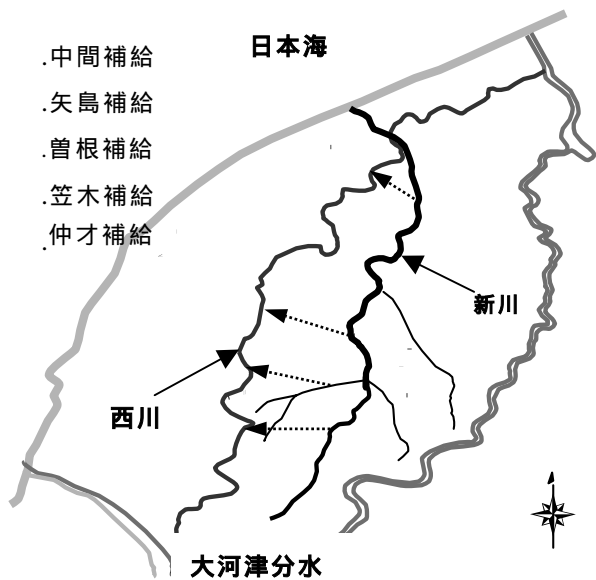 日本海
.中間補給
.矢島補給
.曽根補給
.笠木補給
.仲才補給
新川
西川
大河津分水